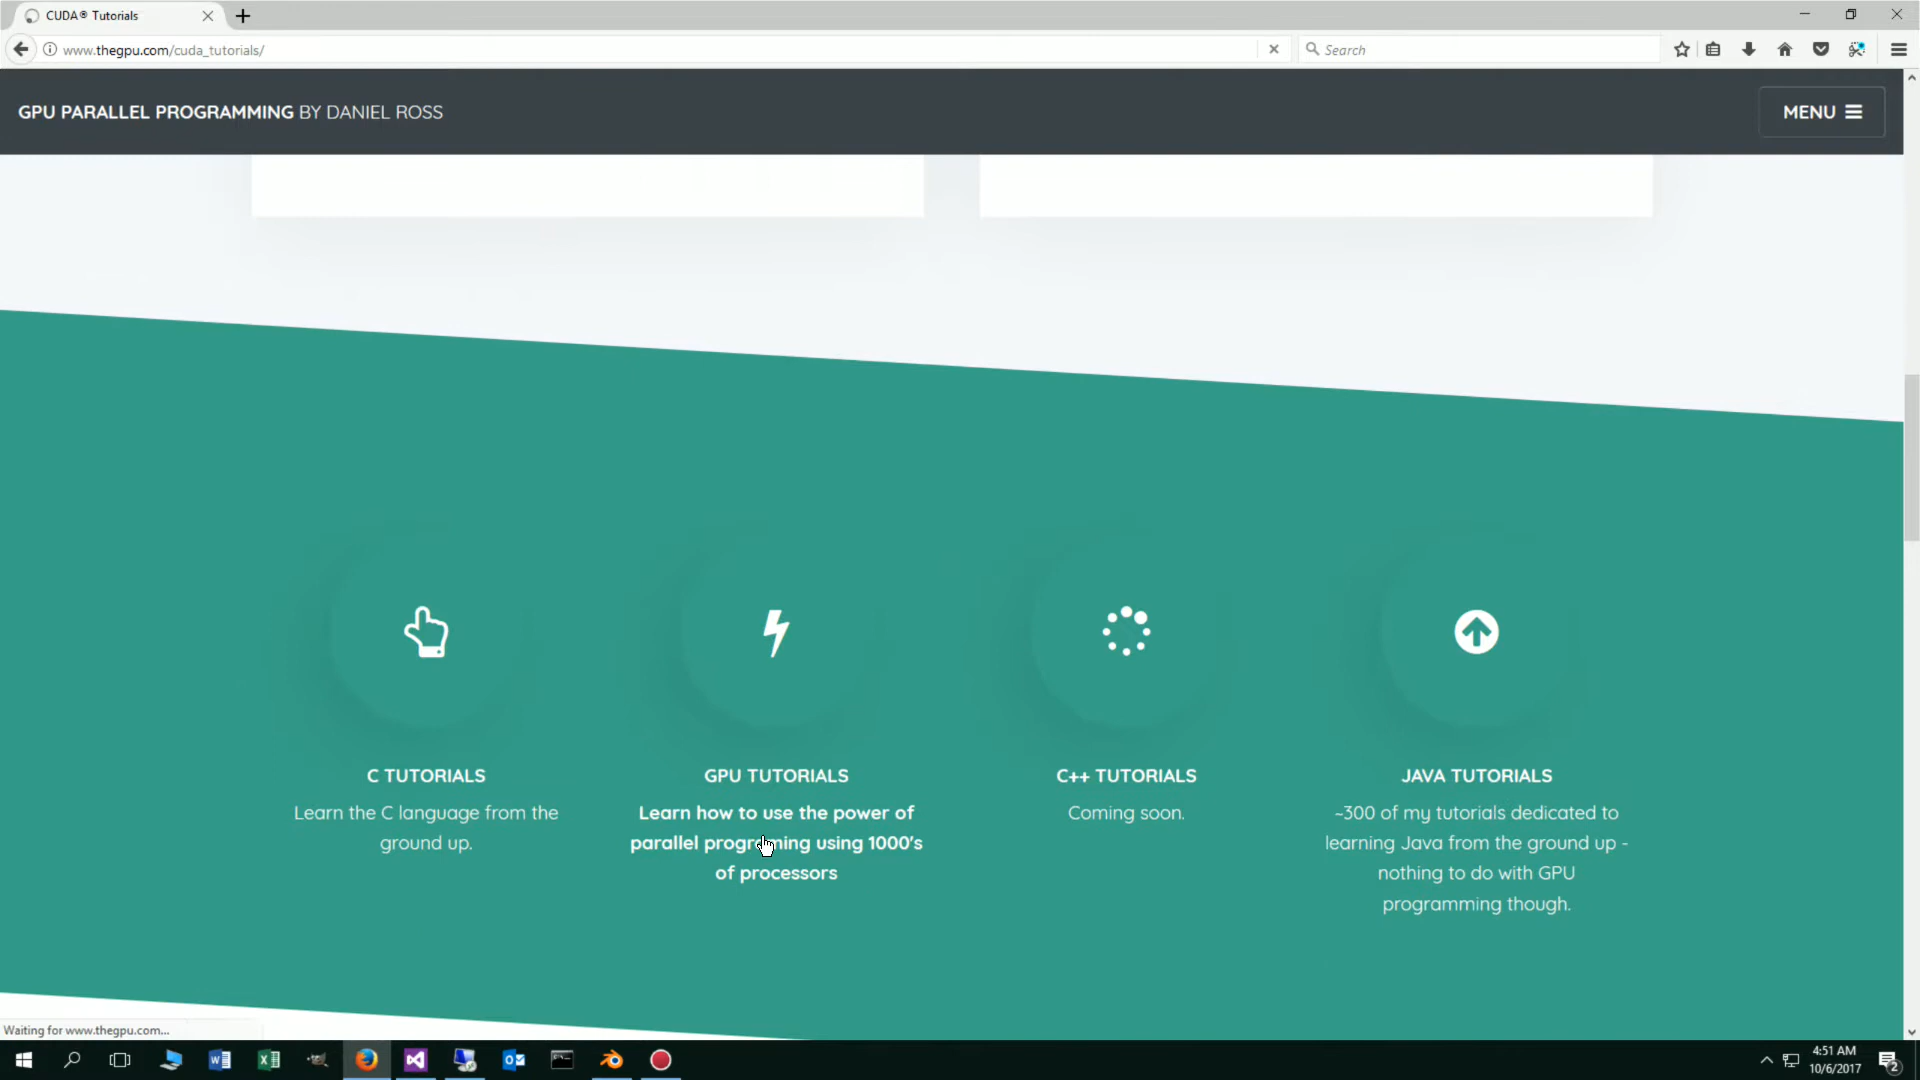 CUDA® Tutorials
www.thegpu.com/cuda_tutorials/
Search
GPU PARALLEL PROGRAMMING BY DANIEL ROSS
MENU
C TUTORIALS
Learn the C language from the
ground up.
GPU TUTORIALS
Learn how to use the power of
parallel programing using 1000's
of processors
C++ TUTORIALS
Coming soon.
JAVA TUTORIALS
~300 of my tutorials dedicated to
learning Java from the ground up -
nothing to do with GPU
programming though.
Waiting for www.thegpu.com...
4:51 AM
10/6/2017
2